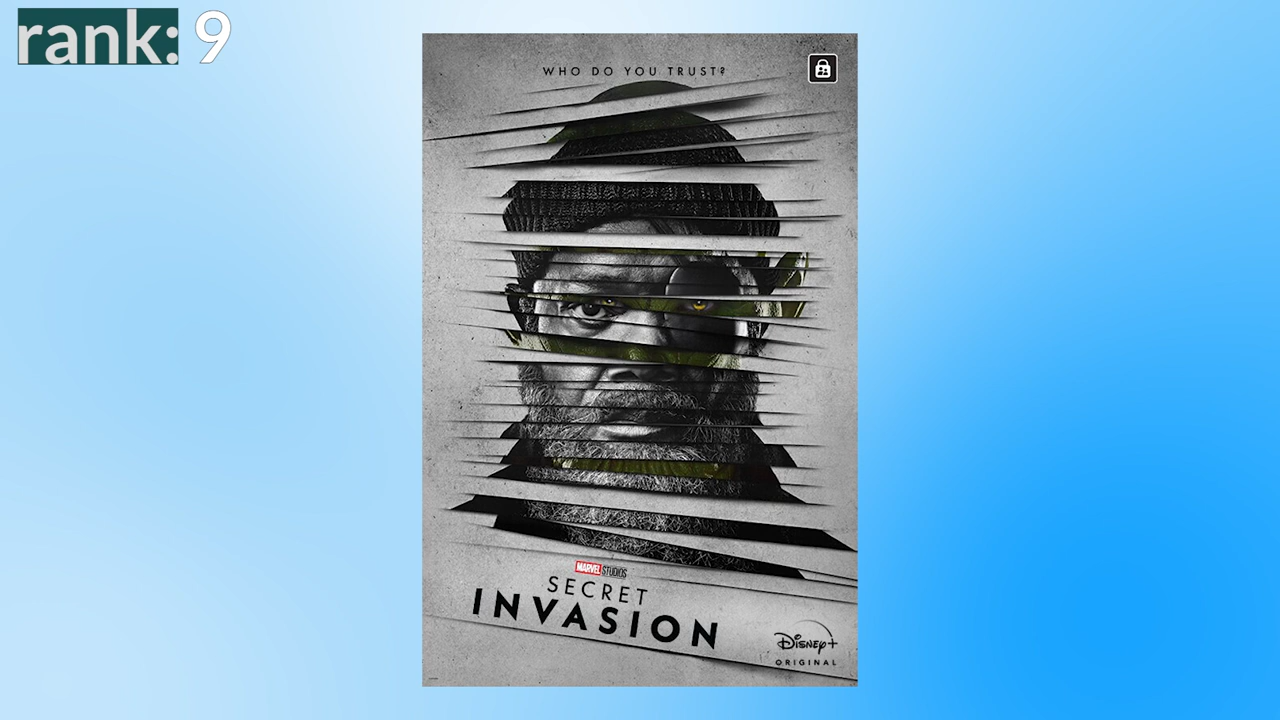 rank: 9
WHO DO YOU TRUST?
MARVEL STUDIOS
SECRET
INVASION
Disney+
ORIGINAL